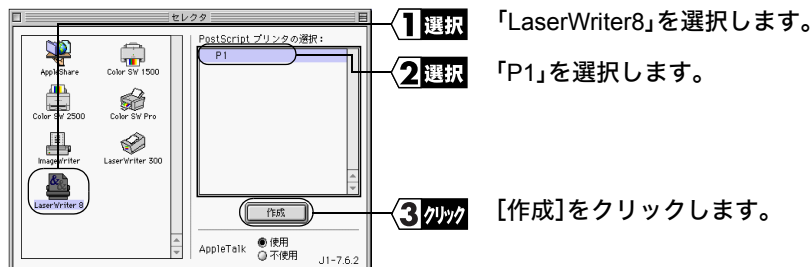 セレクタ
AppleShare
Color SW 1500
Color SW 2500
Color SW Pro
ImageWriter
LaserWriter 300
LaserWriter 8
PostScript プリンタの選択：
P1
作成
AppleTalk
使用
不使用
J1-7.6.2
1 選択 「LaserWriter8」を選択します。
2 選択 「P1」を選択します。
3 クリック ［作成］をクリックします。